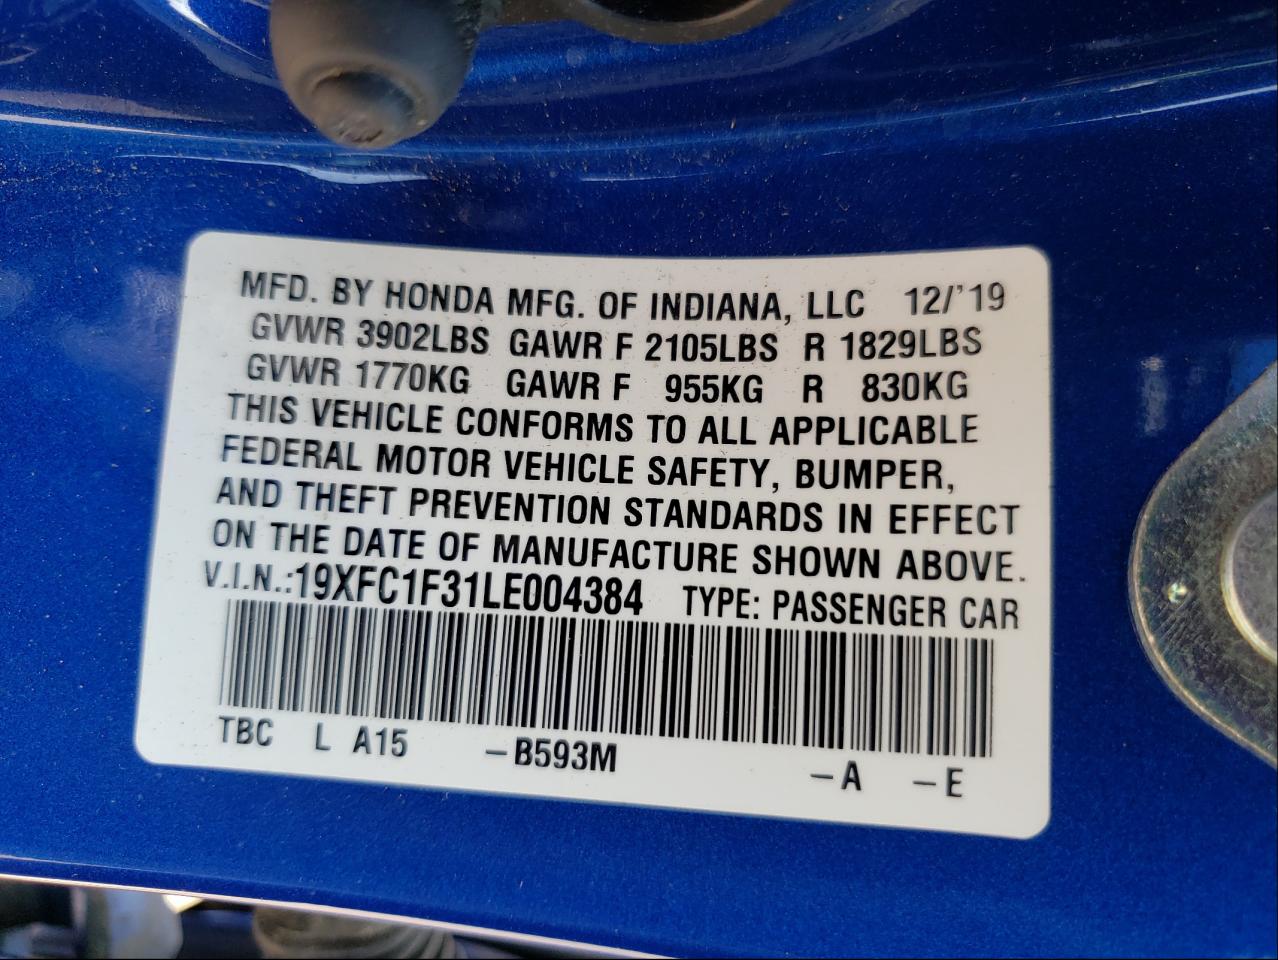 MFD. BY HONDA MFG. OF INDIANA, LLC 12/'19
GVWR 3902LBS GAWR F 2105LBS R 1829LBS
GVWR 1770KG GAWR F 955KG R 830KG
THIS VEHICLE CONFORMS TO ALL APPLICABLE
FEDERAL MOTOR VEHICLE SAFETY, BUMPER,
AND THEFT PREVENTION STANDARDS IN EFFECT
ON THE DATE OF MANUFACTURE SHOWN ABOVE.
V.I.N.:19XFC1F31LE004384 TYPE: PASSENGER CAR
TBC L A15 –B593M –A –E